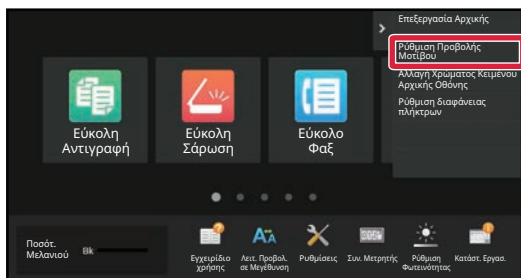 Επεξεργασία Αρχικής
Ρύθμιση Προβολής
Μοτίβου
Αλλαγή Χρώματος Κειμένου
Αρχικής Οθόνης
Ρύθμιση διαφάνειας
πλήκτρων
Εύκολη
Αντιγραφή
Εύκολη
Σάρωση
Εύκολο
Φαξ
Ποσότ.
Μελανιού
Bk
Εγχειρίδιο
χρήσης
Λειτ. Προβολ.
σε Μεγέθυνση
Ρυθμίσεις
Συν. Μετρητής
Ρύθμιση
Φωτεινότητας
Κατάστ. Εργασ.